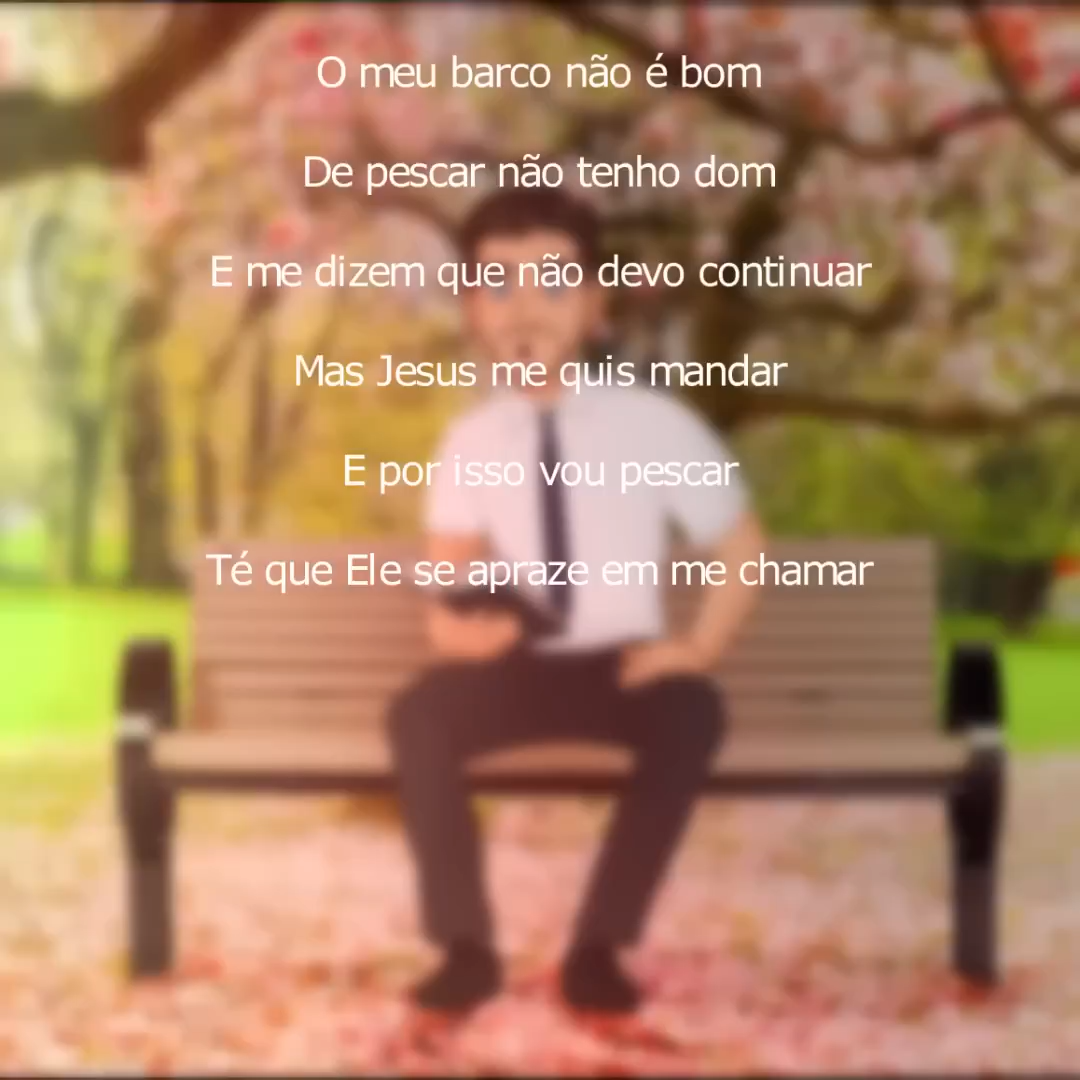 O meu barco não é bom
De pescar não tenho dom
E me dizem que não devo continuar
Mas Jesus me quis mandar
E por isso vou pescar
Té que Ele se apraze em me chamar